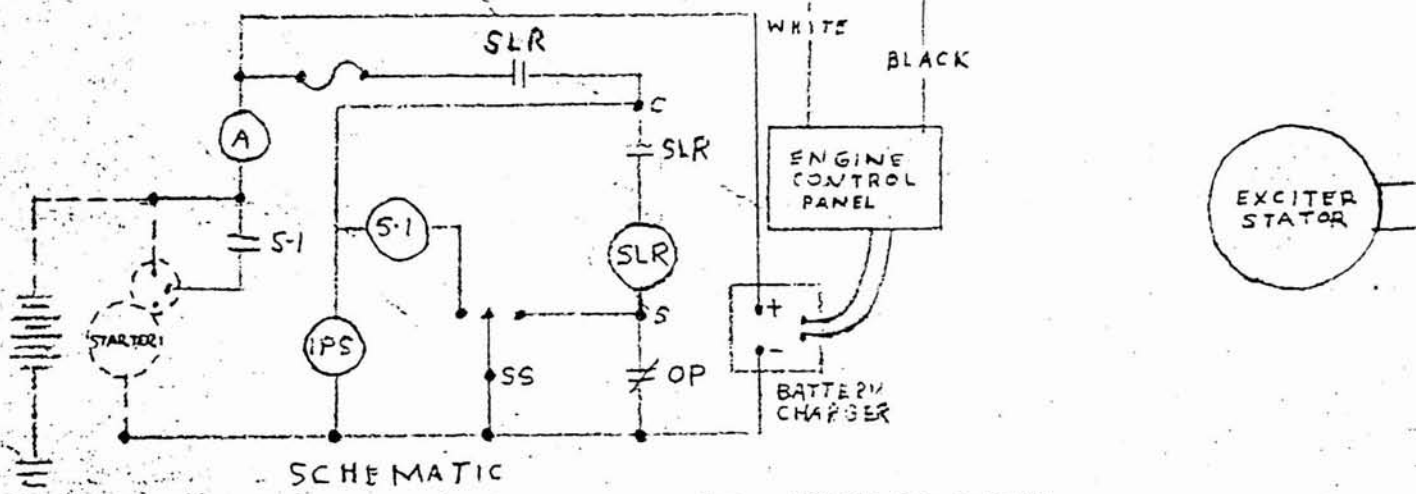 WHITE
BLACK
SLR
A
C
SLR
S-1
S-1
SLR
S
STARTER 1
IPS
SS
OP
ENGINE
CONTROL
PANEL
+
-
BATTERY
CHARGER
EXCITER
STATOR
SCHEMATIC